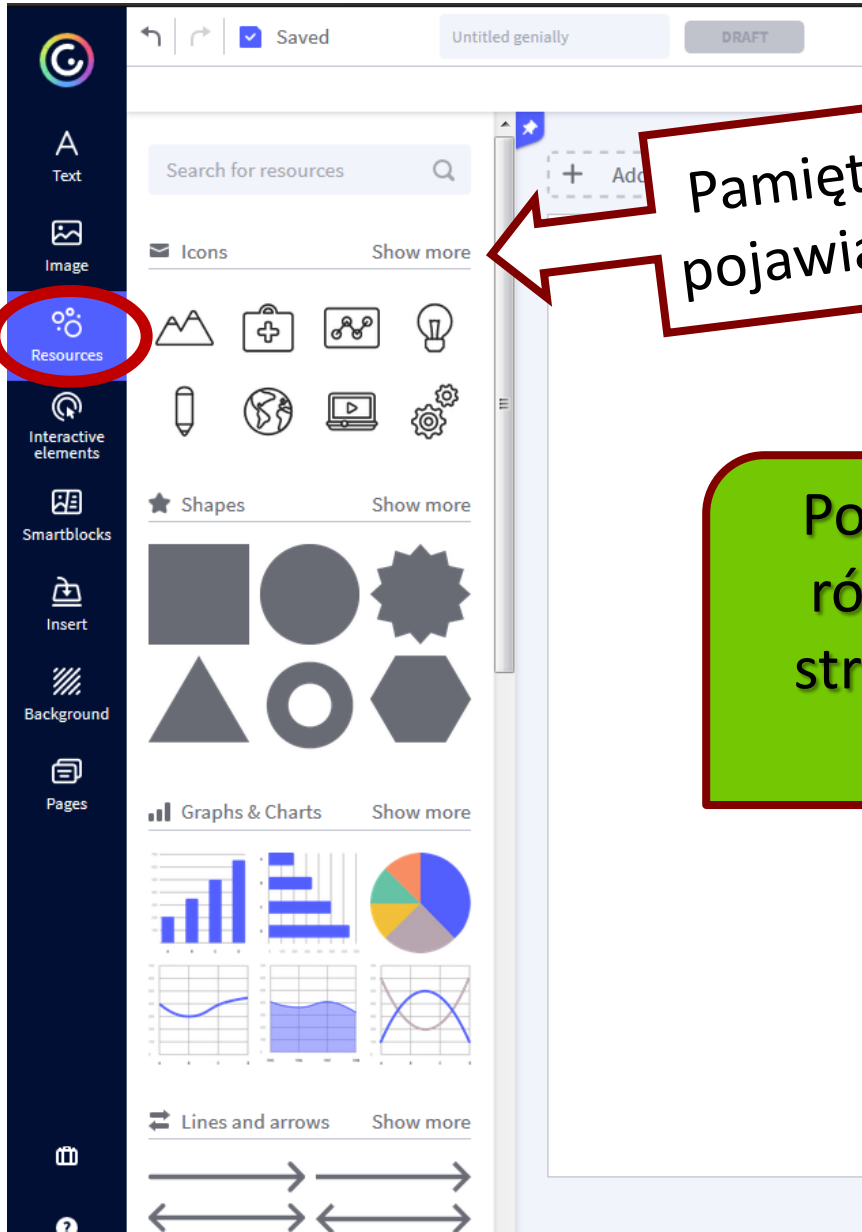 Saved
Untitled genially
DRAFT
Text
Image
Resources
Interactive
elements
Smartblocks
Insert
Background
Pages
Search for resources
Icons Show more
Shapes Show more
Graphs & Charts Show more
Lines and arrows Show more
+ Add
Pamięt
pojawia
Po
ró
str